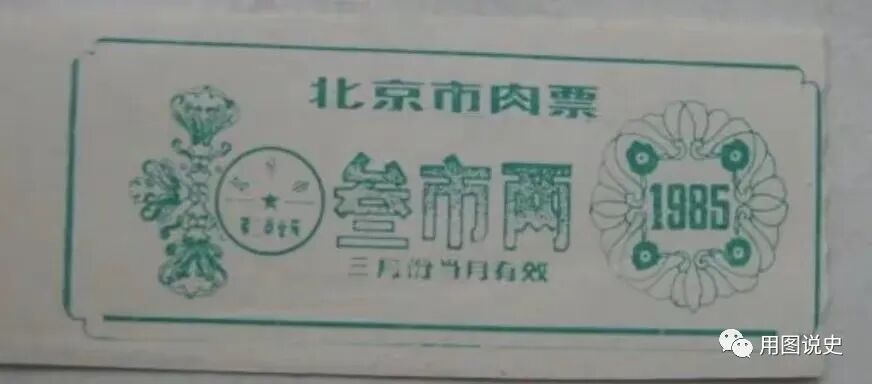 北京市肉票
叁市两
1985
三月份当月有效
用图说史